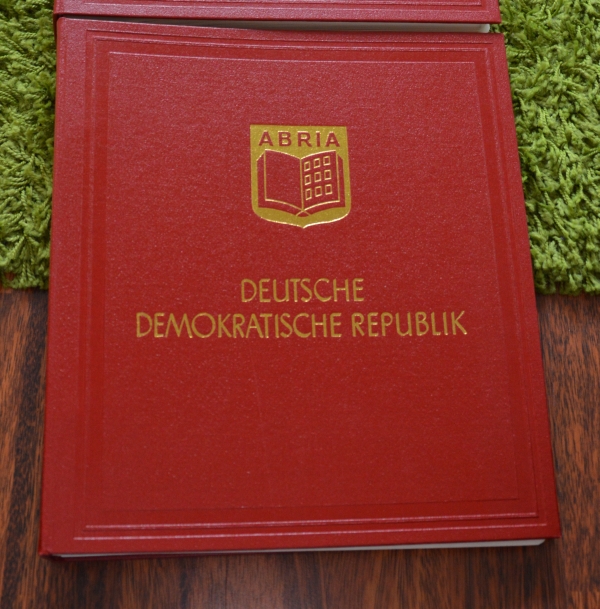 ABRIA
DEUTSCHE
DEMOKRATISCHE REPUBLIK